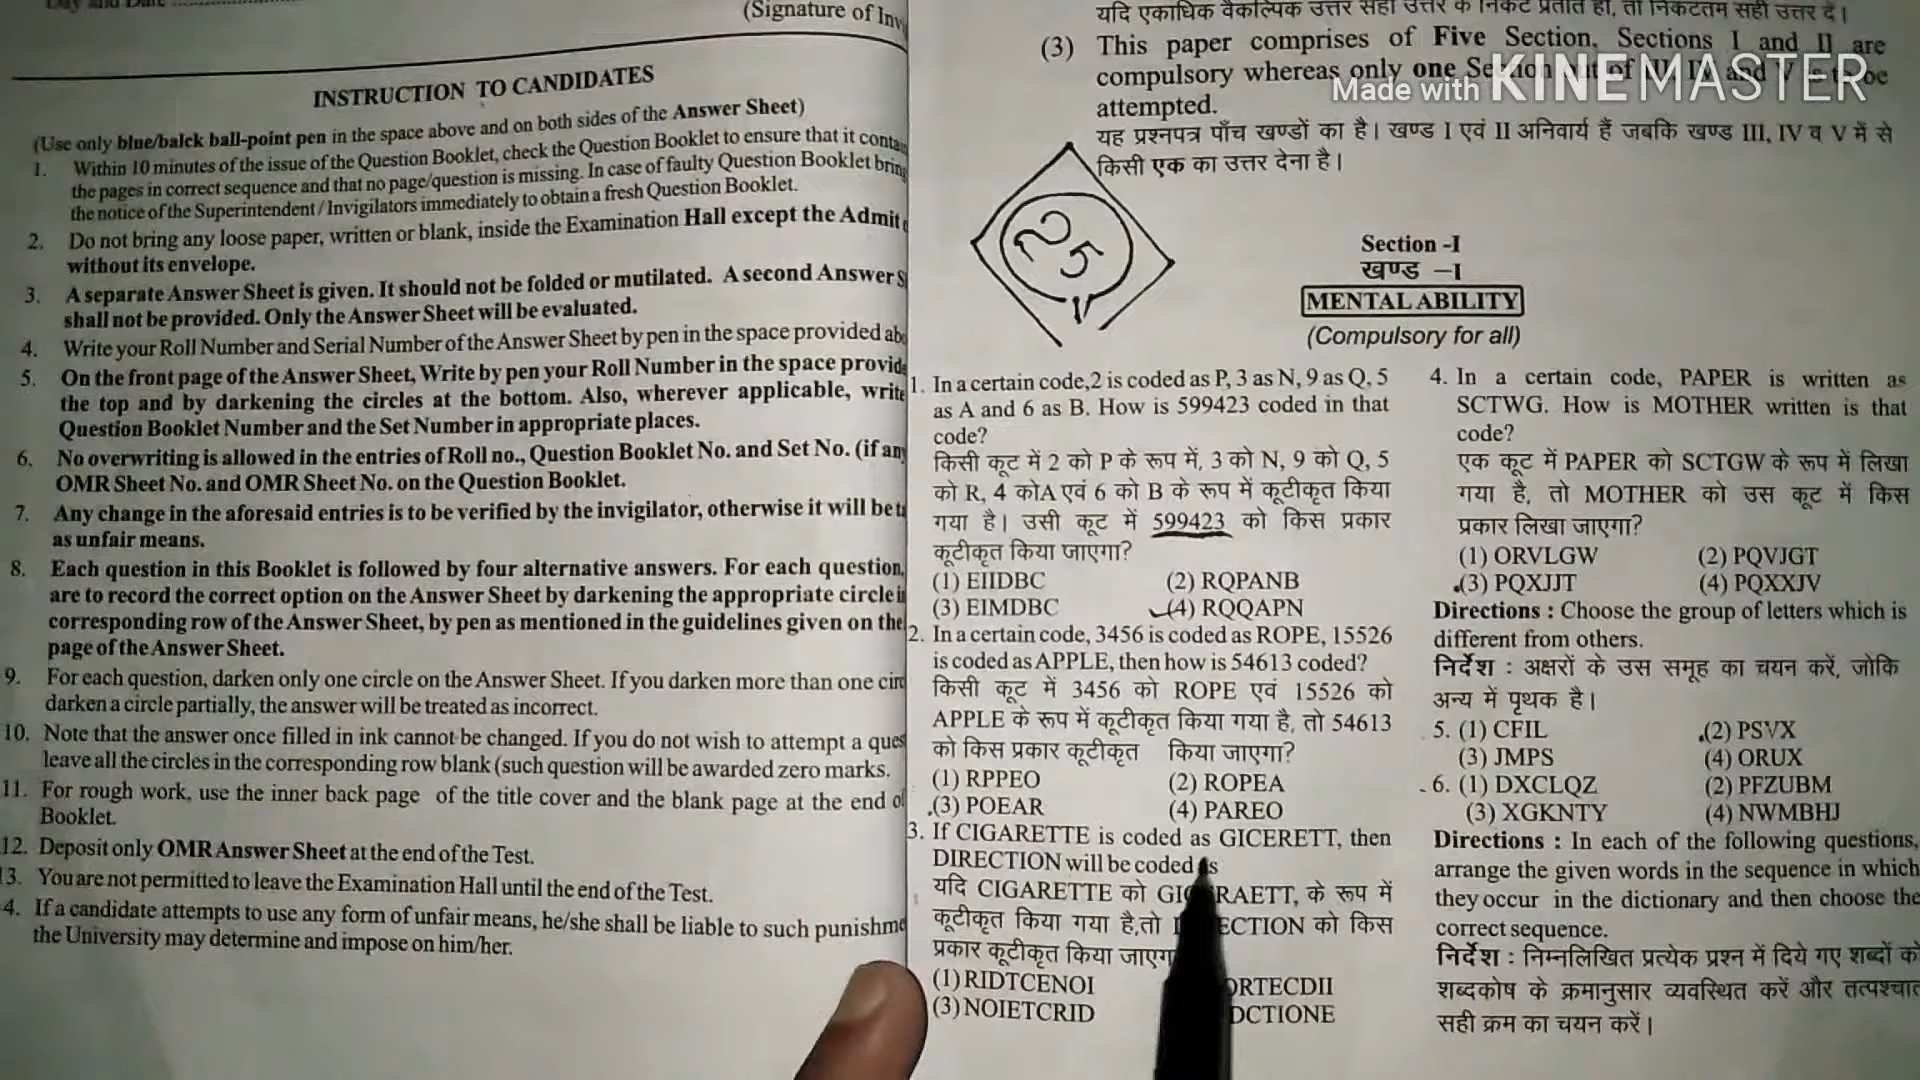 (Signature of
INSTRUCTION TO CANDIDATES
(Use only blue/balck ball-point pen in the space above and on both sides of the Answer Sheet)
1. Within 10 minutes of the issue of the Question Booklet, check the Question Booklet to ensure that it
the pages in correct sequence and that no page/question is missing. In case of faulty Question Booklet
the notice of the Superintendent / Invigilators immediately to obtain a fresh Question Booklet.
2. Do not bring any loose paper, written or blank, inside the Examination Hall except the Admit
without its envelope.
3. A separate Answer Sheet is given. It should not be folded or mutilated. A second Answer
shall not be provided. Only the Answer Sheet will be evaluated.
4. Write your Roll Number and Serial Number of the Answer Sheet by pen in the space provided
5. On the front page of the Answer Sheet, Write by pen your Roll Number in the space
the top and by darkening the circles at the bottom. Also, wherever applicable, write
Question Booklet Number and the Set Number in appropriate places.
6. No overwriting is allowed in the entries of Roll no., Question Booklet No. and Set No. (if
OMR Sheet No. and OMR Sheet No. on the Question Booklet.
7. Any change in the aforesaid entries is to be verified by the invigilator, otherwise it will be
as unfair means.
8. Each question in this Booklet is followed by four alternative answers. For each question,
are to record the correct option on the Answer Sheet by darkening the appropriate circle
corresponding row of the Answer Sheet, by pen as mentioned in the guidelines given on the
page of the Answer Sheet.
9. For each question, darken only one circle on the Answer Sheet. If you darken more than one
darken a circle partially, the answer will be treated as incorrect.
10. Note that the answer once filled in ink cannot be changed. If you do not wish to attempt a
leave all the circles in the corresponding row blank (such question will be awarded zero marks.
11. For rough work, use the inner back page of the title cover and the blank page at the end
Booklet.
12. Deposit only OMR Answer Sheet at the end of the Test.
13. You are not permitted to leave the Examination Hall until the end of the Test.
4. If a candidate attempts to use any form of unfair means, he/she shall be liable to such
the University may determine and impose on him/her.
यदि एकाधिक वैकल्पिक उत्तर सही उत्तर के निकट प्रतीत हो, तो निकटतम सही उत्तर दें।
(3) This paper comprises of Five Section, Sections I and II are
compulsory whereas only one be
attempted.
Made with KINEMASTER
यह प्रश्नपत्र पाँच खण्डों का है। खण्ड I एवं II अनिवार्य हैं जबकि खण्ड III, IV व V में से
किसी एक का उत्तर देना है।
25
Section -I
खण्ड –I
MENTAL ABILITY
(Compulsory for all)
1. In a certain code,2 is coded as P, 3 as N, 9 as Q, 5
as A and 6 as B. How is 599423 coded in that
code?
किसी कूट में 2 को P के रूप में, 3 को N, 9 को Q, 5
को R, 4 कोA एवं 6 को B के रूप में कूटीकृत किया
गया है। उसी कूट में 599423 को किस प्रकार
कूटीकृत किया जाएगा?
(1) EIIDBC (2) RQPANB
(3) EIMDBC (4) RQQAPN
2. In a certain code, 3456 is coded as ROPE, 15526
is coded as APPLE, then how is 54613 coded?
किसी कूट में 3456 को ROPE एवं 15526 को
APPLE के रूप में कूटीकृत किया गया है, तो 54613
को किस प्रकार कूटीकृत किया जाएगा?
(1) RPPEO (2) ROPEA
(3) POEAR (4) PAREO
3. If CIGARETTE is coded as GICERETT, then
DIRECTION will be coded as
यदि CIGARETTE को के रूप में
कूटीकृत किया गया है,तो को किस
प्रकार कूटीकृत किया
(1) RIDTCENOI ORTECDII
(3) NOIETCRID DCTIONE
4. In a certain code, PAPER is written as
SCTWG. How is MOTHER written is that
code?
एक कूट में PAPER को SCTGW के रूप में लिखा
गया है, तो MOTHER को उस कूट में किस
प्रकार लिखा जाएगा?
(1) ORVLGW (2) PQVJGT
(3) PQXJJT (4) PQXXJV
Directions : Choose the group of letters which is
different from others.
निर्देश : अक्षरों के उस समूह का चयन करें, जोकि
अन्य में पृथक है।
5. (1) CFIL (2) PSVX
(3) JMPS (4) ORUX
6. (1) DXCLQZ (2) PFZUBM
(3) XGKNTY (4) NWMBHJ
Directions : In each of the following questions,
arrange the given words in the sequence in which
they occur in the dictionary and then choose the
correct sequence.
निर्देश : निम्नलिखित प्रत्येक प्रश्न में दिये गए शब्दों को
शब्दकोष के क्रमानुसार व्यवस्थित करें और तत्पश्चात
सही क्रम का चयन करें।